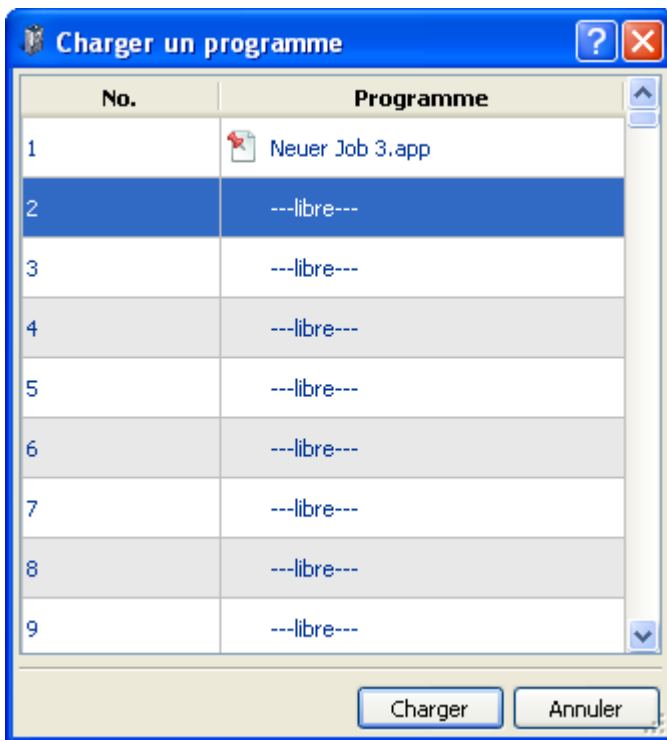 Charger un programme
No. Programme
1 Neuer Job 3.app
2 ---libre---
3 ---libre---
4 ---libre---
5 ---libre---
6 ---libre---
7 ---libre---
8 ---libre---
9 ---libre---
Charger Annuler